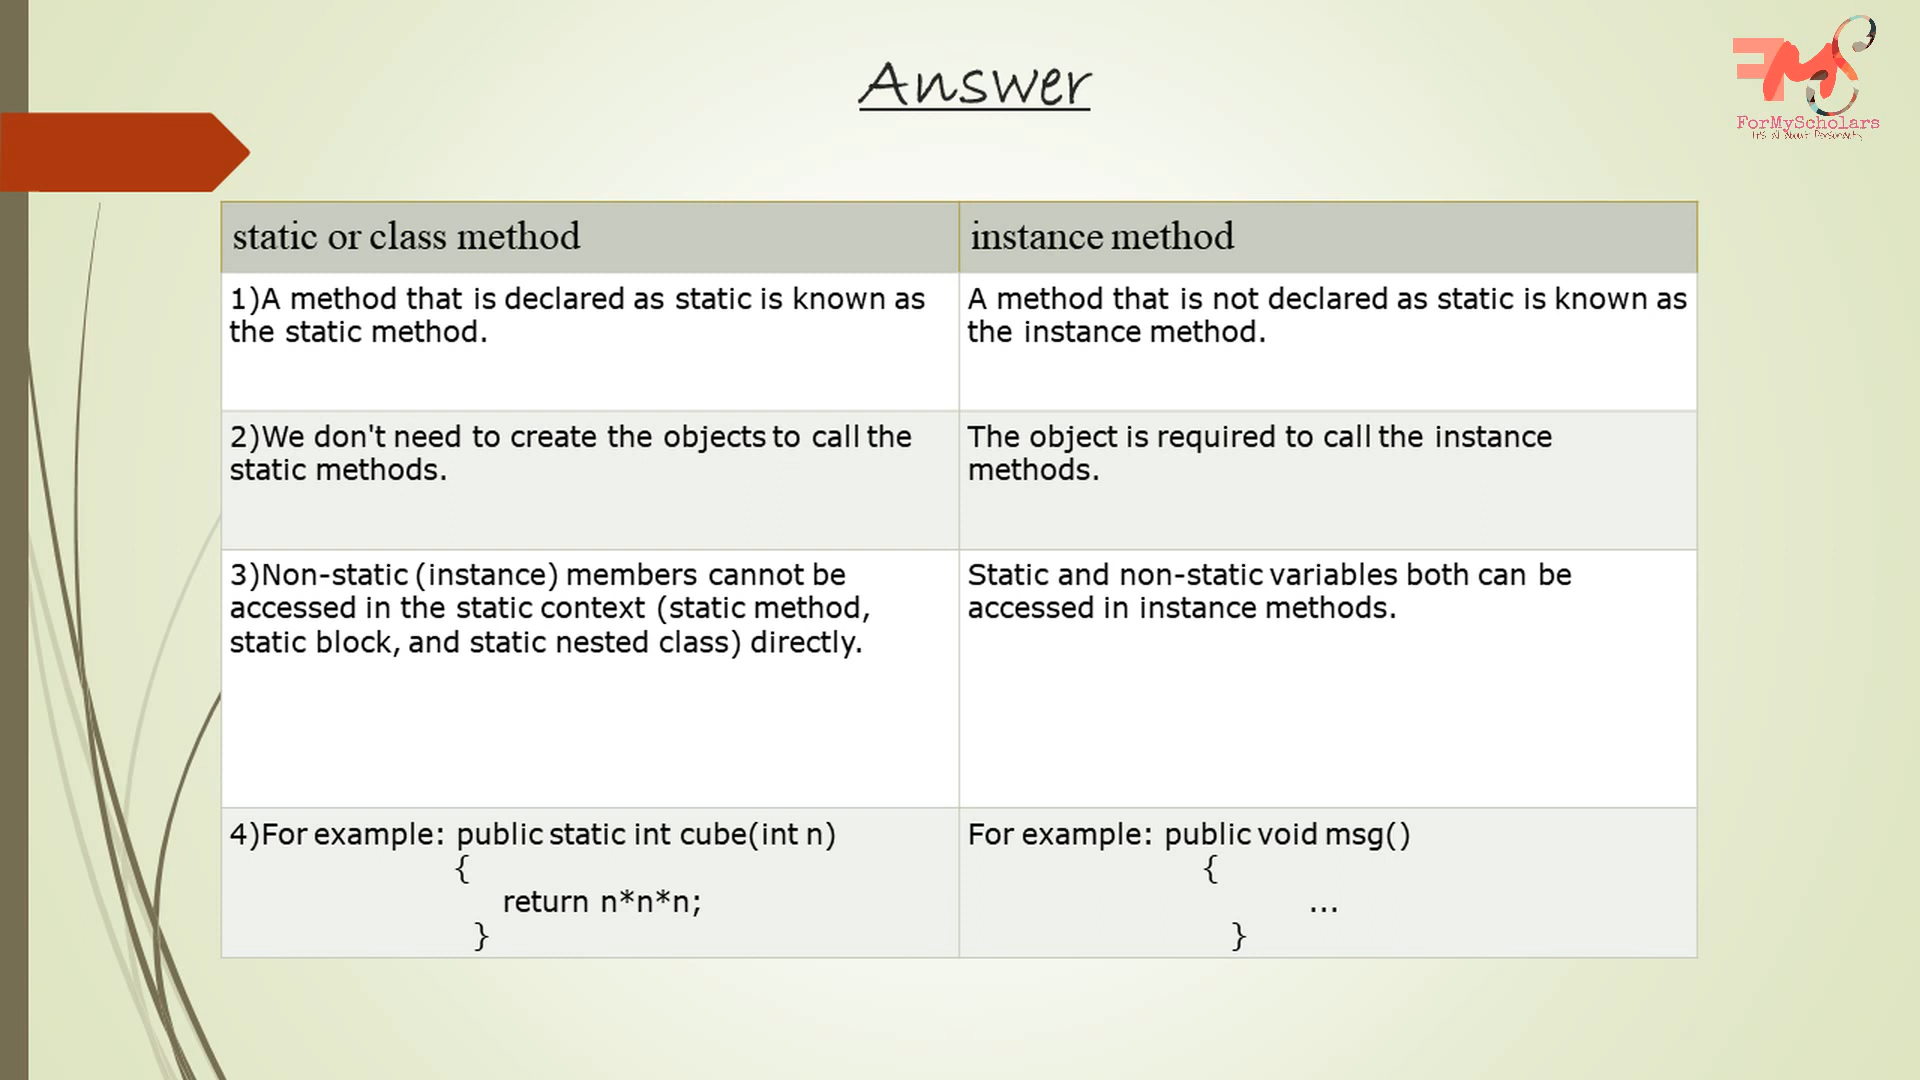 Answer
ForMyScholars
It's All About Personality
static or class method
instance method
1)A method that is declared as static is known as
the static method.
A method that is not declared as static is known as
the instance method.
2)We don't need to create the objects to call the
static methods.
The object is required to call the instance
methods.
3)Non-static (instance) members cannot be
accessed in the static context (static method,
static block, and static nested class) directly.
Static and non-static variables both can be
accessed in instance methods.
4)For example: public static int cube(int n)
{
return n*n*n;
}
For example: public void msg()
{
...
}